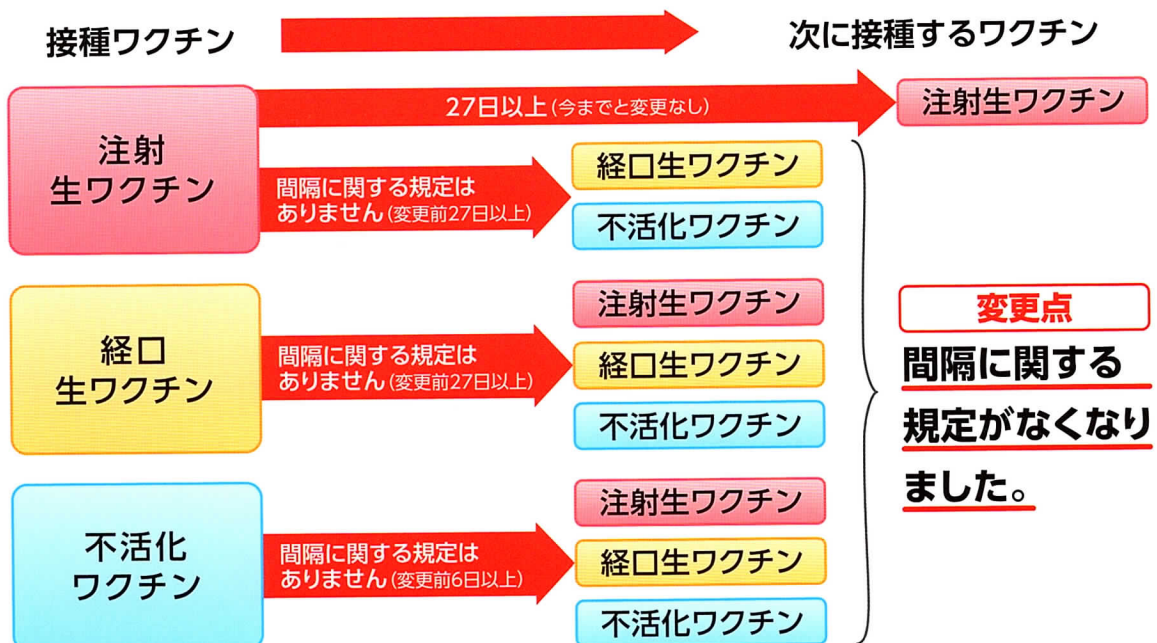 接種ワクチン
次に接種するワクチン
注射
生ワクチン
27日以上(今までと変更なし)
注射生ワクチン
間隔に関する規定は
ありません(変更前27日以上)
経口生ワクチン
不活化ワクチン
経口
生ワクチン
間隔に関する規定は
ありません(変更前27日以上)
注射生ワクチン
経口生ワクチン
不活化ワクチン
不活化
ワクチン
間隔に関する規定は
ありません(変更前6日以上)
注射生ワクチン
経口生ワクチン
不活化ワクチン
変更点
間隔に関する
規定がなくなり
ました。